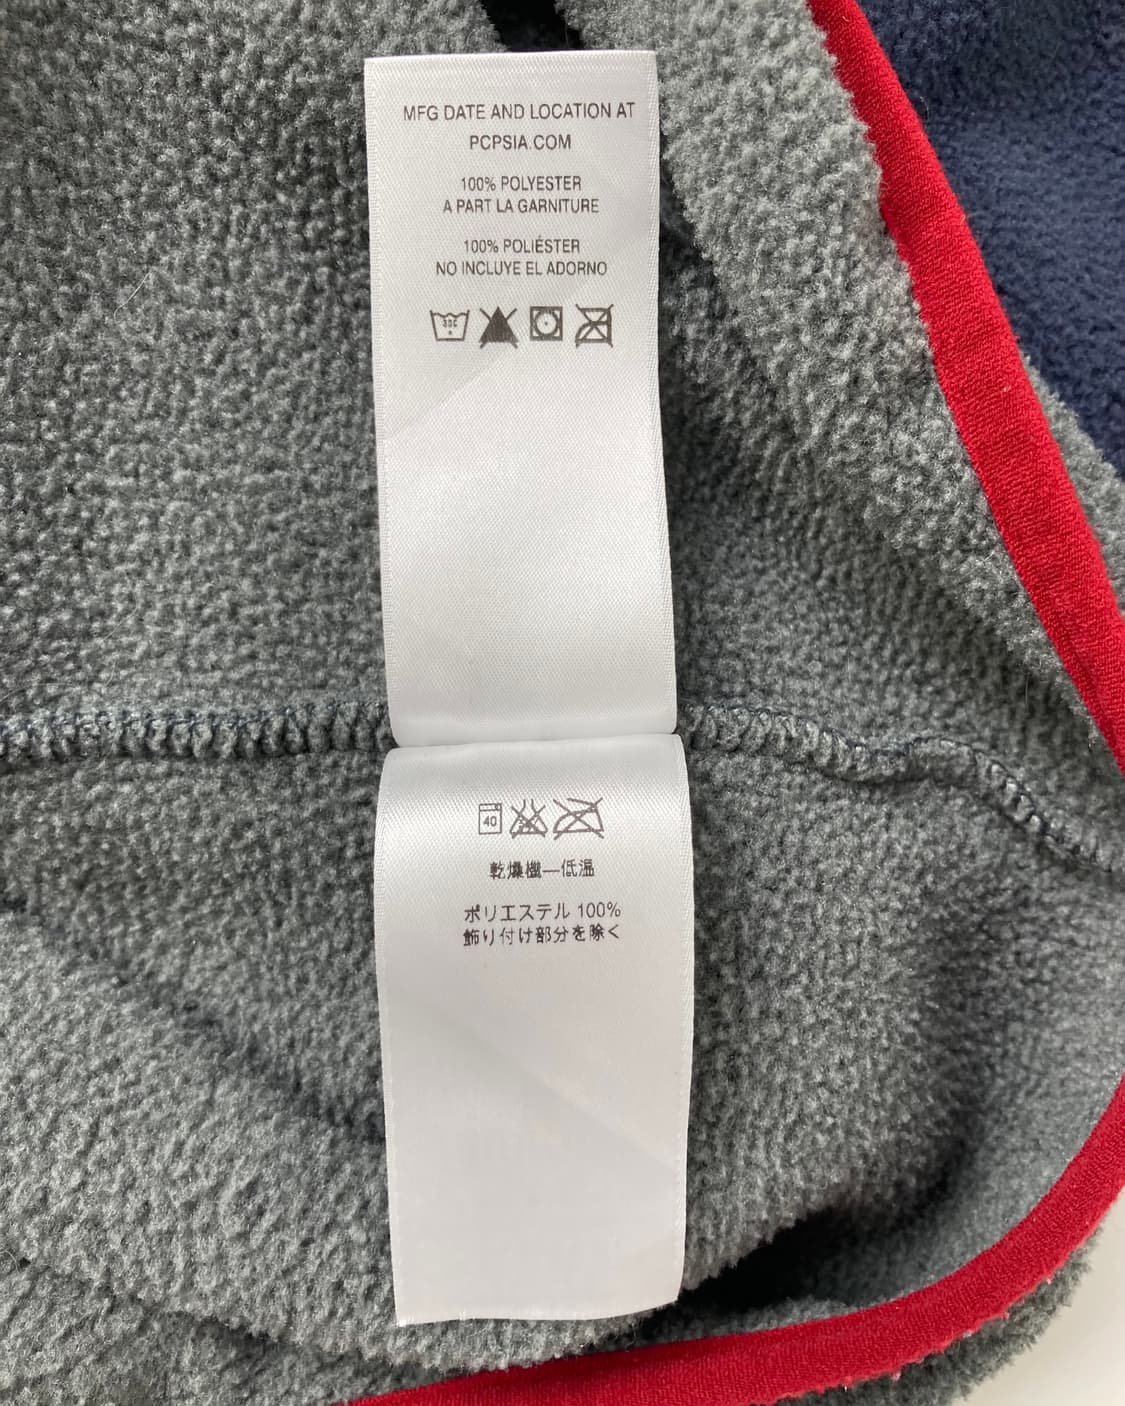 MFG DATE AND LOCATION AT
PCPSIA.COM
100% POLYESTER
A PART LA GARNITURE
100% POLIÉSTER
NO INCLUYE EL ADORNO
30C
40
乾燥機—低温
ポリエステル 100%
飾り付け部分を除く